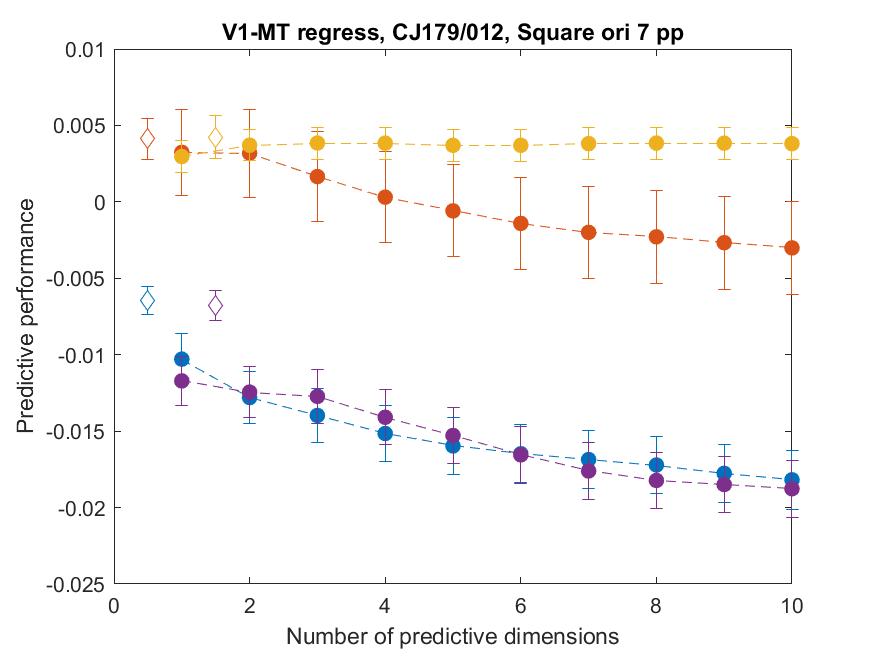 V1-MT regress, CJ179/012, Square ori 7 pp
0.01
0.005
0
-0.005
-0.01
-0.015
-0.02
-0.025
Predictive performance
0 2 4 6 8 10
Number of predictive dimensions